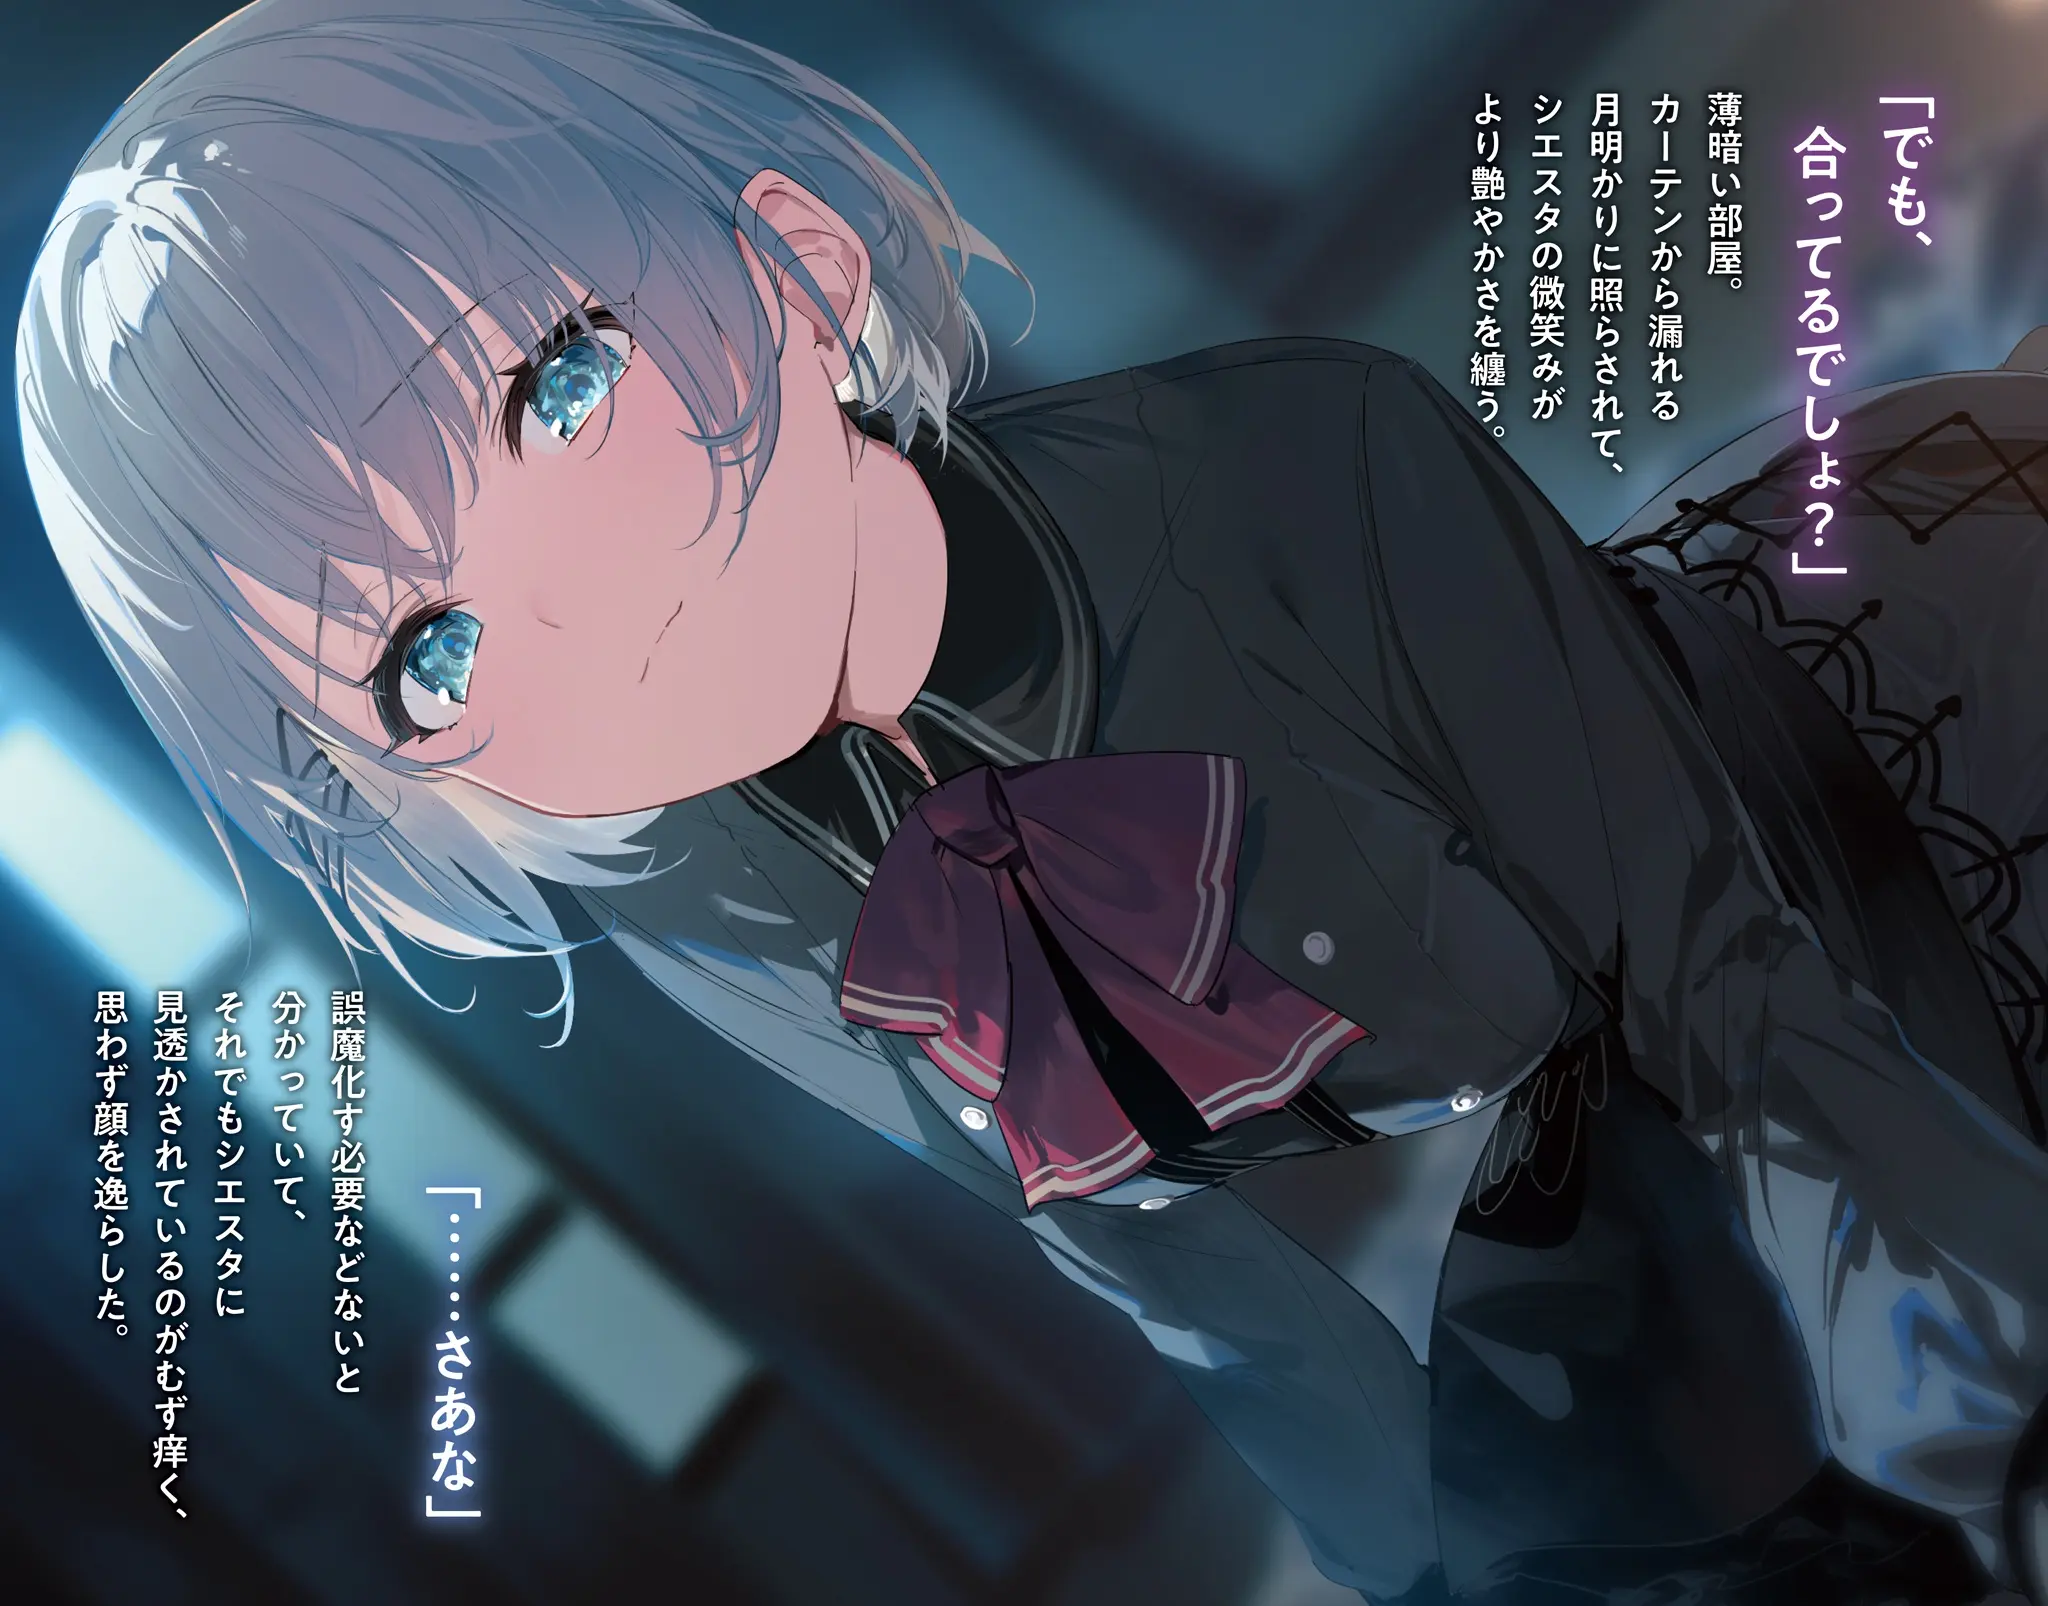 「でも、
合ってるでしょ？」
薄暗い部屋。
カーテンから漏れる
月明かりに照らされて、
シエスタの微笑みが
より艶やかさを纏う。
「………さあな」
誤魔化す必要などないと
分かっていて、
それでもシエスタに
見透かされているのがむず痒く、
思わず顔を逸らした。